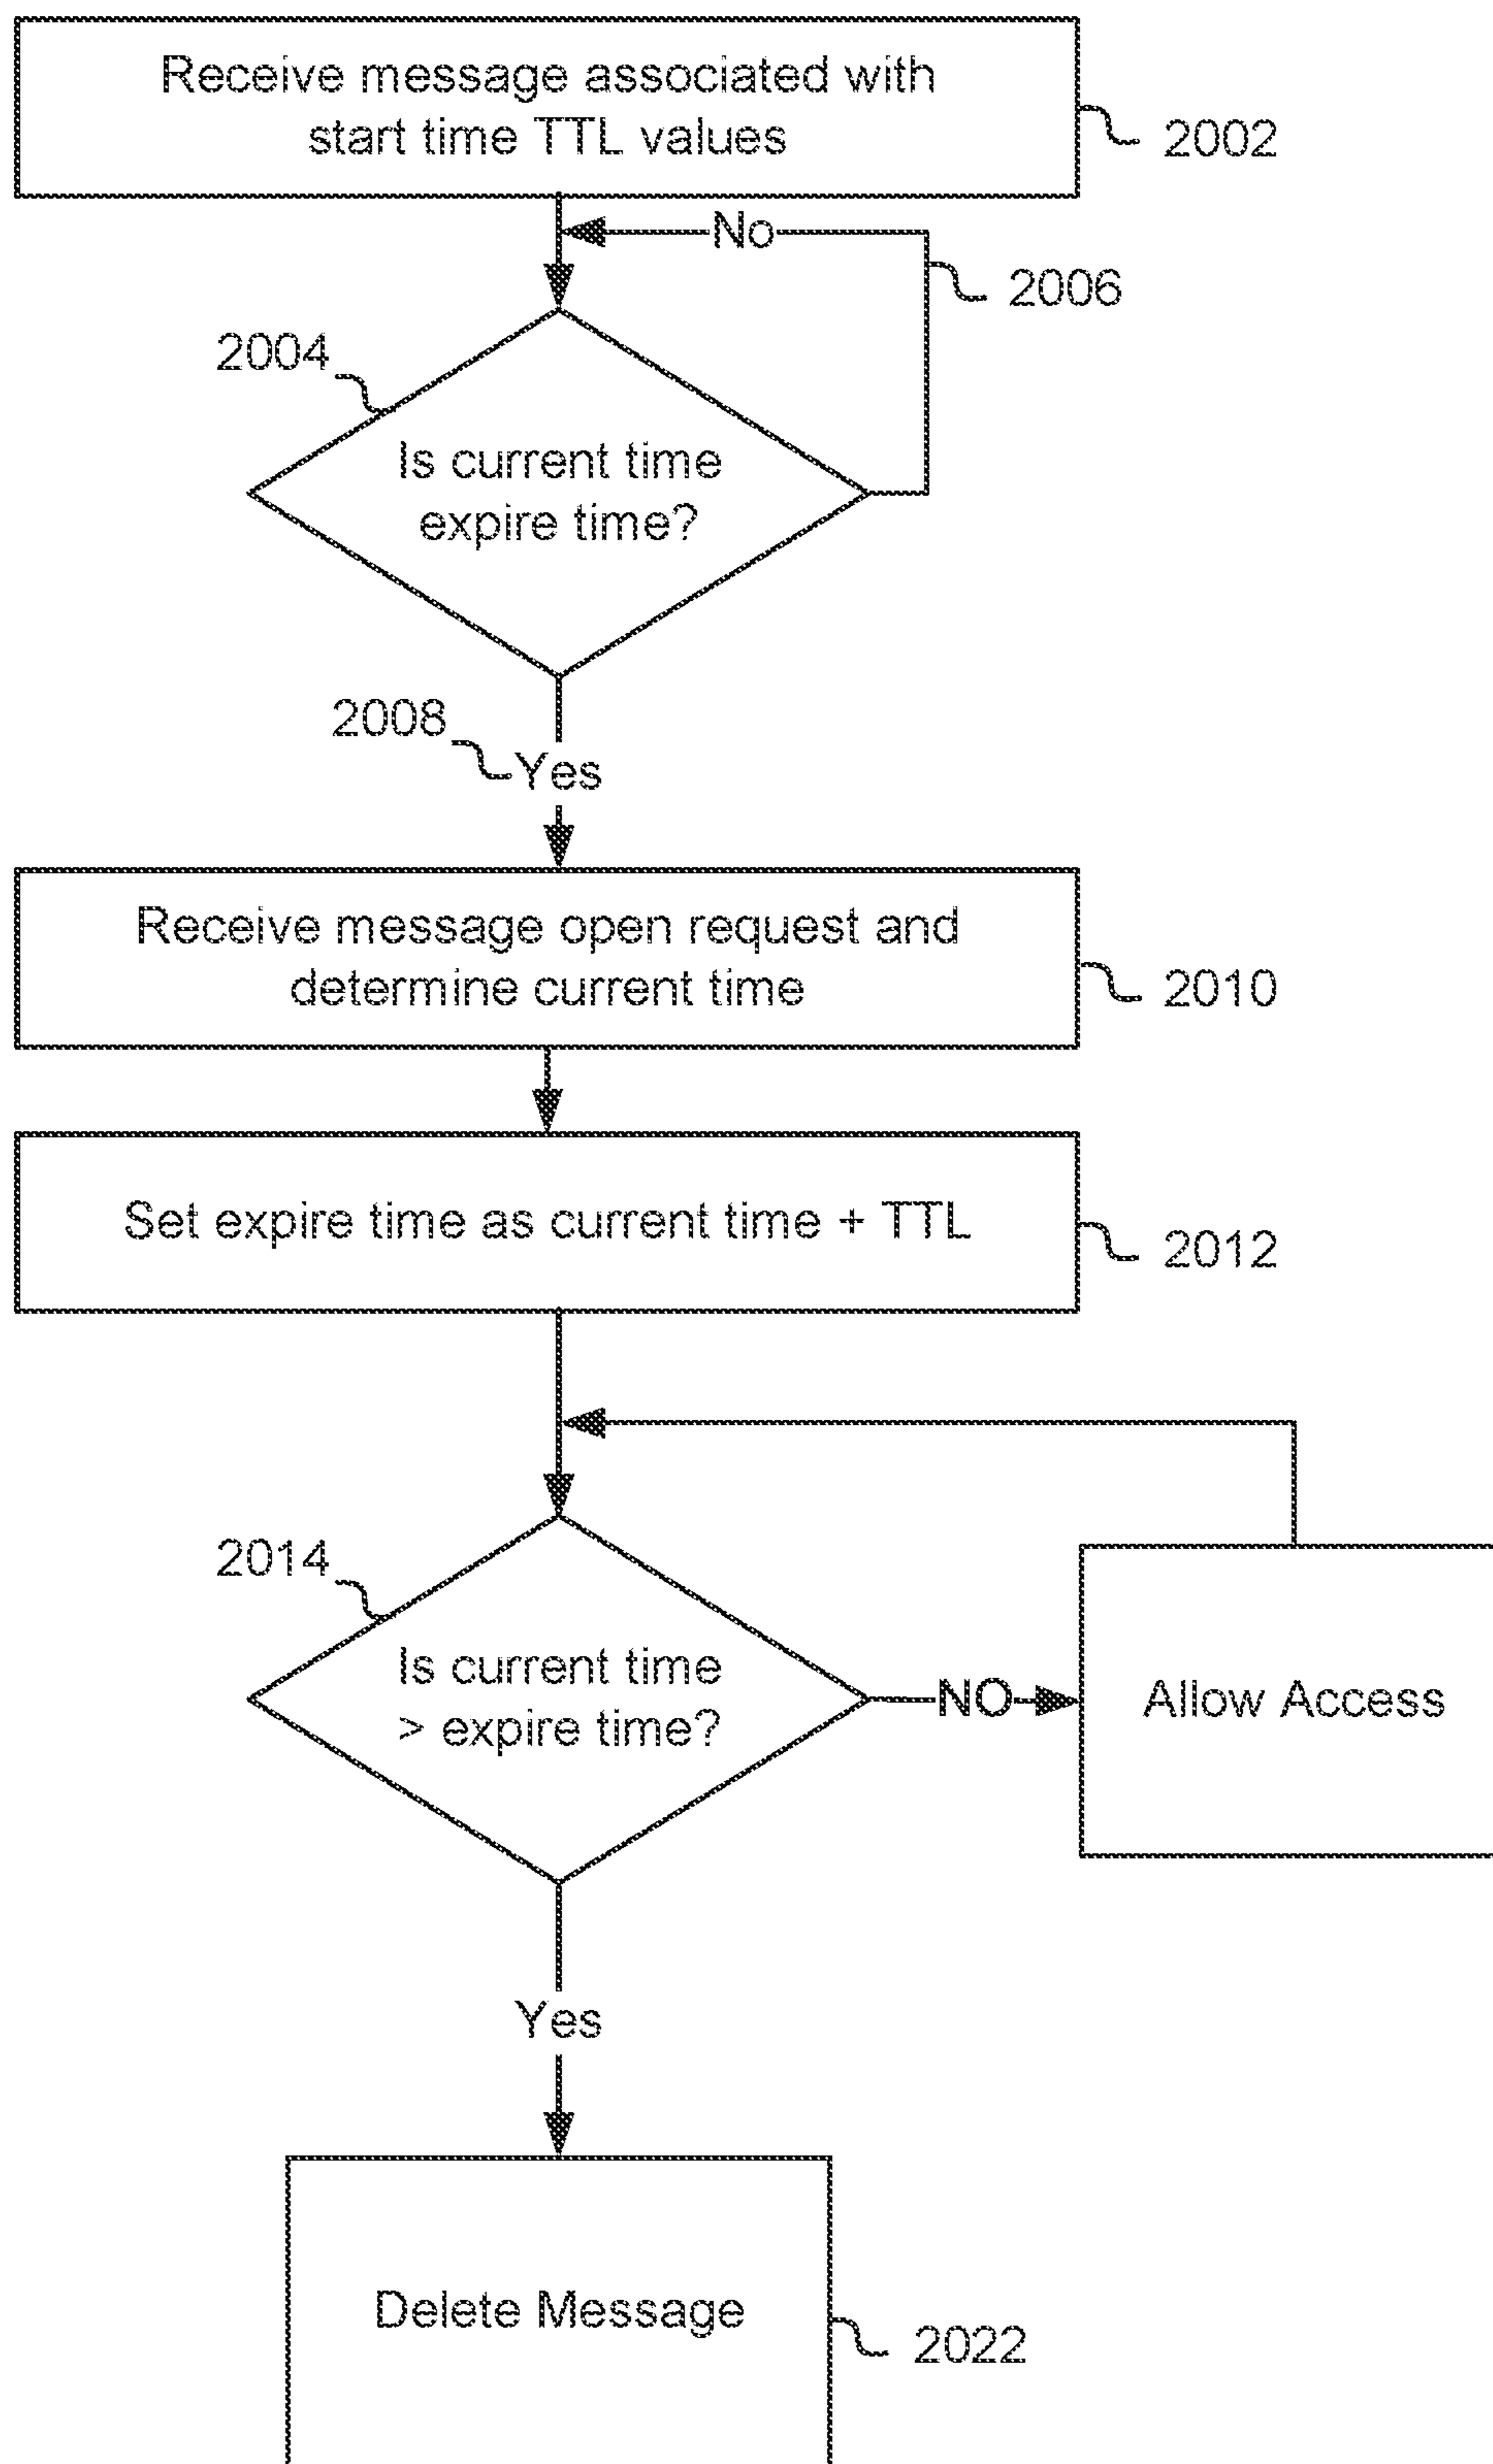 Receive message associated with
start time TTL values
2002
No
2006
2004
Is current time
expire time?
2008
Yes
Receive message open request and
determine current time
2010
Set expire time as current time + TTL
2012
2014
Is current time
> expire time?
NO
Allow Access
Yes
Delete Message
2022